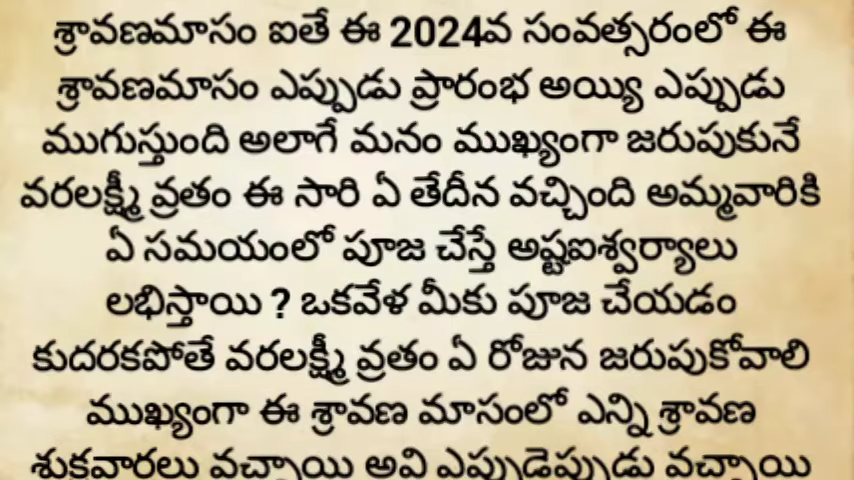 శ్రావణమాసం ఐతే ఈ 2024వ సంవత్సరంలో ఈ
శ్రావణమాసం ఎప్పుడు ప్రారంభ అయ్యి ఎప్పుడు
ముగుస్తుంది అలాగే మనం ముఖ్యంగా జరుపుకునే
వరలక్ష్మీ వ్రతం ఈ సారి ఏ తేదీన వచ్చింది అమ్మవారికి
ఏ సమయంలో పూజ చేస్తే అష్టఐశ్వర్యాలు
లభిస్తాయి ? ఒకవేళ మీకు పూజ చేయడం
కుదరకపోతే వరలక్ష్మీ వ్రతం ఏ రోజున జరుపుకోవాలి
ముఖ్యంగా ఈ శ్రావణ మాసంలో ఎన్ని శ్రావణ
శుక్రవారలు వచ్చాయి అవి ఎప్పుడెప్పుడు వచ్చాయి